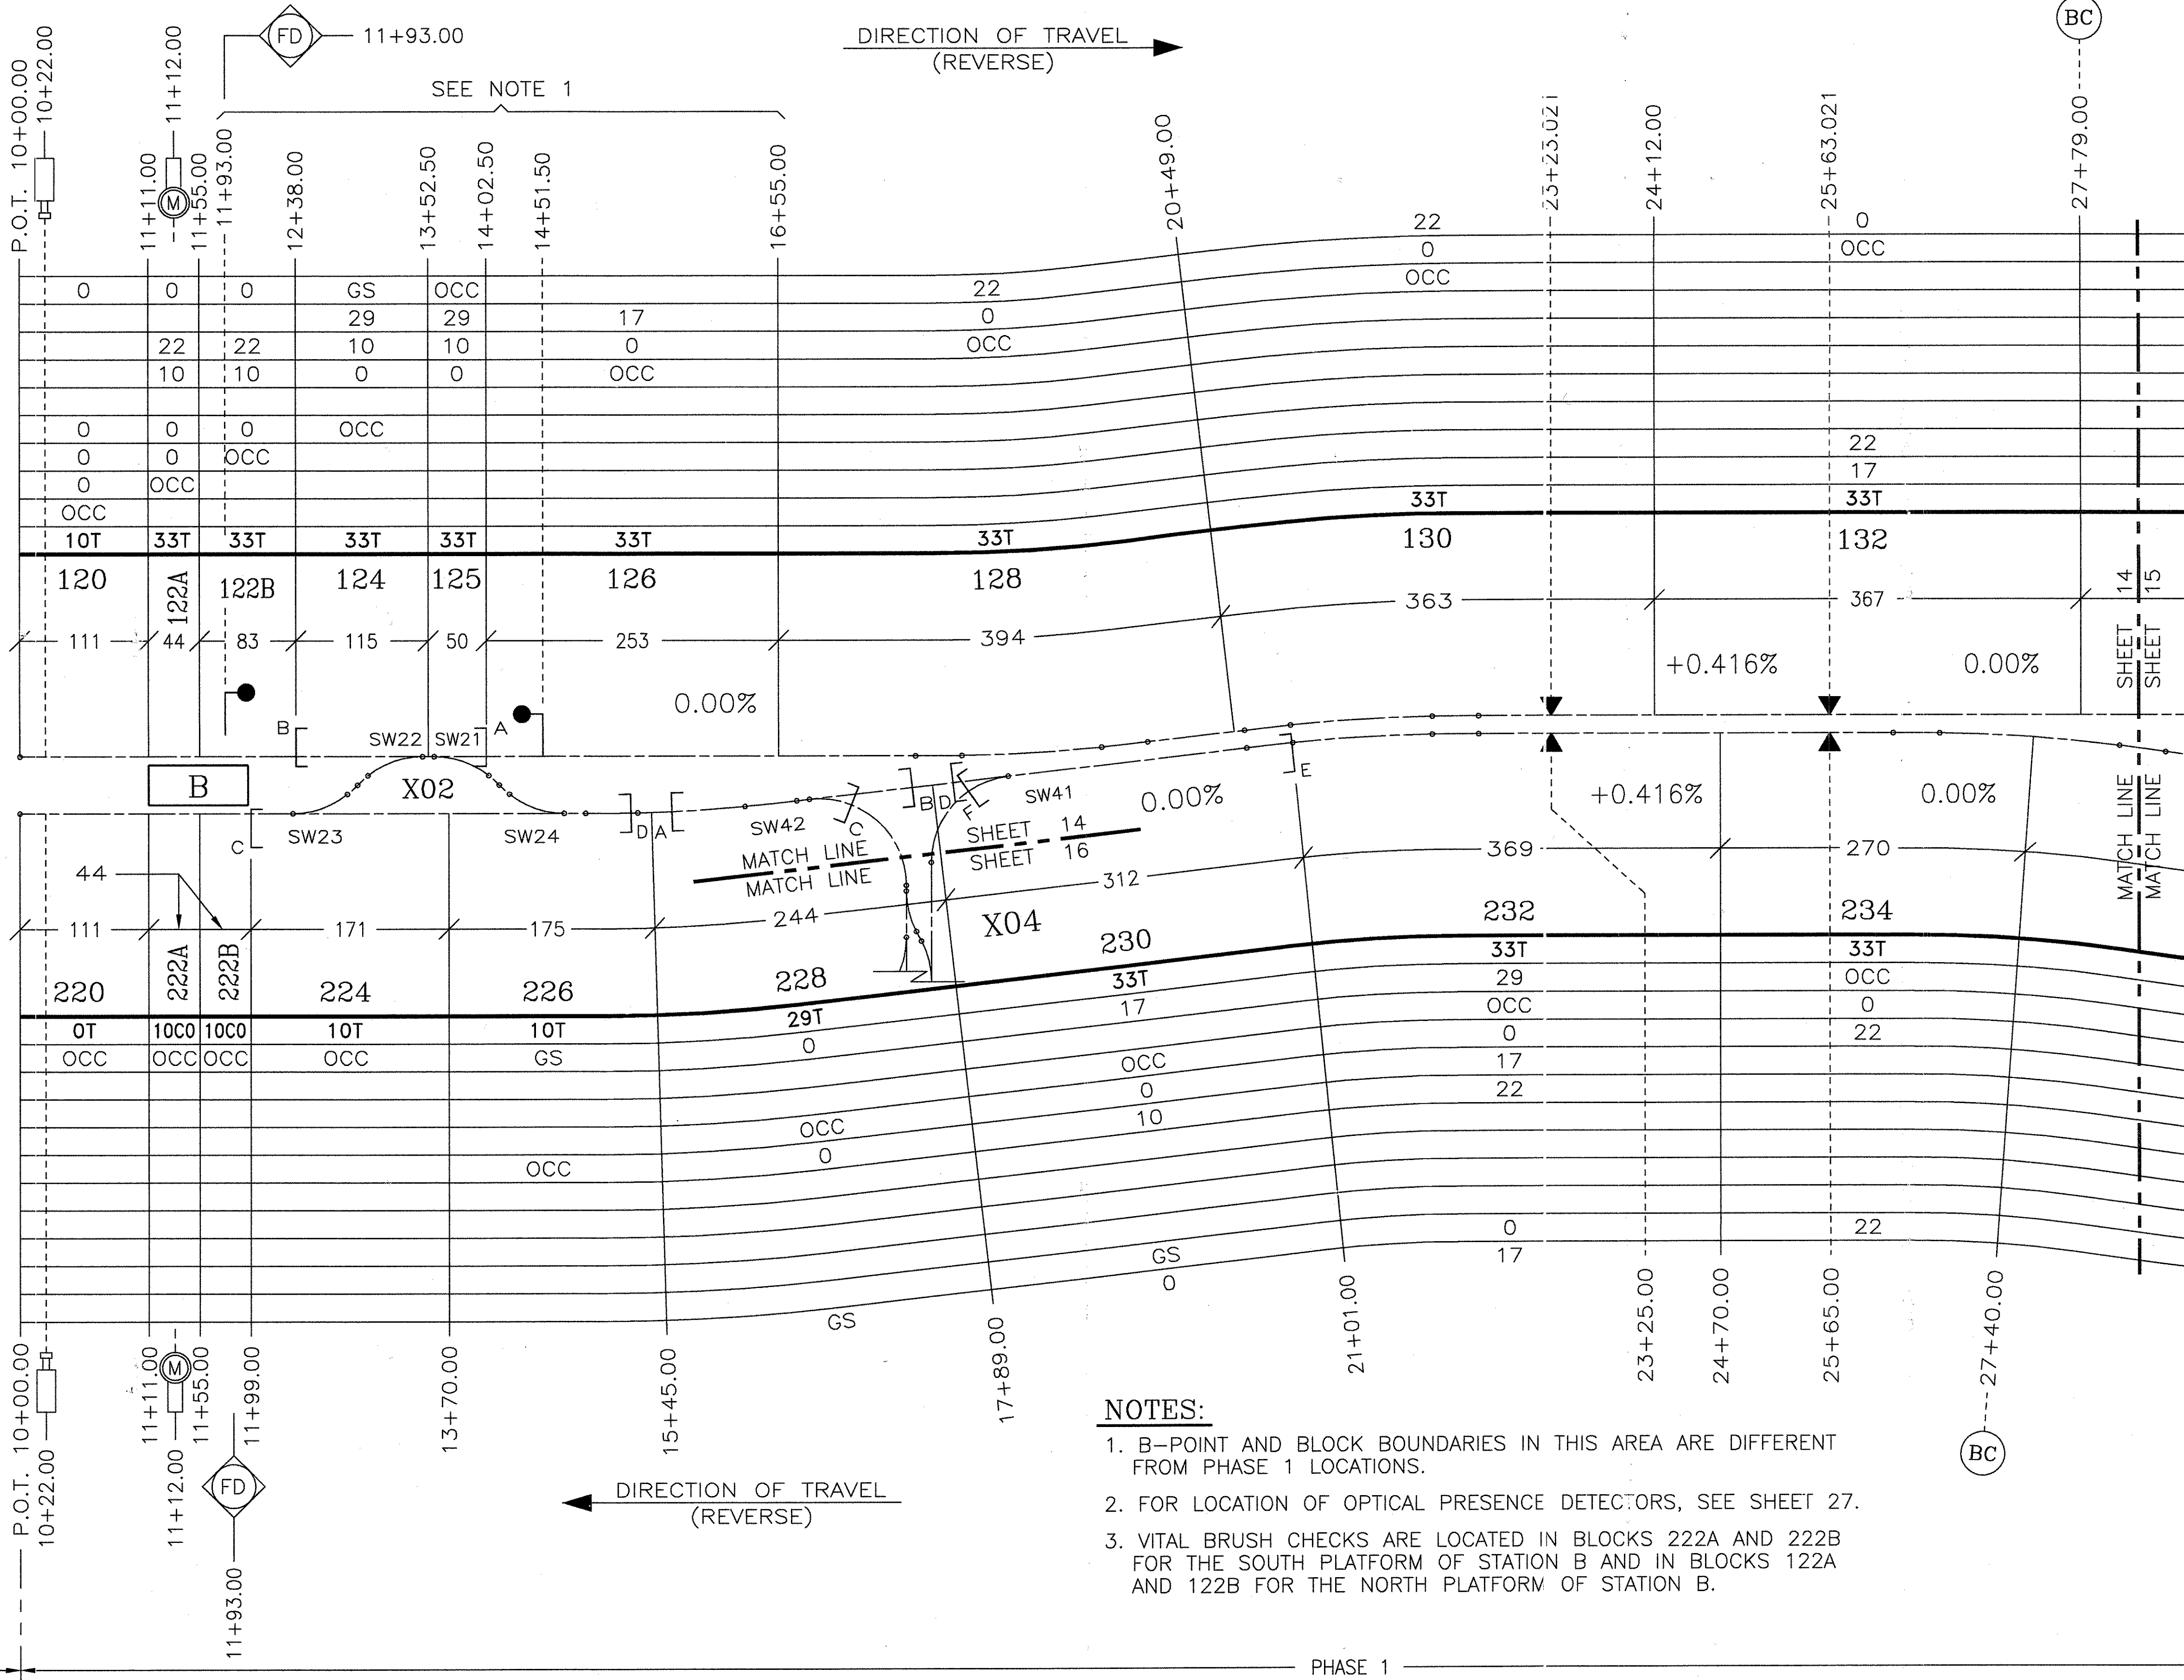 FD
11+93.00
DIRECTION OF TRAVEL
(REVERSE)
BC
SEE NOTE 1
P.O.T. 10+00.00
10+22.00
11+11.00
11+12.00
M
11+55.00
11+93.00
12+38.00
13+52.50
14+02.50
14+51.50
16+55.00
20+49.00
23+23.021
24+12.00
25+63.021
27+79.00
22 0
0 OCC
OCC
0 0 0 GS OCC 22
29 29 17 0
22 22 10 10 0 OCC
10 10 0 0 OCC
0 0 0 OCC
0 0 OCC 22
0 OCC 17
OCC 33T 33T
10T 33T 33T 33T 33T 33T 33T
130 132
120 122A 122B 124 125 126 128
363 367
111 44 83 115 50 253 394
+0.416% 0.00%
0.00%
SHEET 14
SHEET 15
MATCH LINE
MATCH LINE
B SW22 SW21 A
B X02
SW23 SW24
C D A
SW42 C B D F SW41 E
0.00%
+0.416% 0.00%
MATCH LINE SHEET 14
MATCH LINE SHEET 16
44
111 171 175 244 312 369 270
X04
220 222A 222B 224 226 228 230 232 234
0T 10C0 10C0 10T 10T 29T 33T 33T 33T
OCC OCC OCC OCC GS 0 17 29 OCC
OCC 0
OCC 0 22
0 17
OCC 10 22
0
OCC
0 22
GS 17
0
GS
P.O.T. 10+00.00
10+22.00
11+11.00
M
11+12.00
11+55.00
11+99.00
FD
11+93.00
13+70.00
15+45.00
17+89.00
21+01.00
23+25.00
24+70.00
25+65.00
27+40.00
BC
DIRECTION OF TRAVEL
(REVERSE)
NOTES:
1. B-POINT AND BLOCK BOUNDARIES IN THIS AREA ARE DIFFERENT
FROM PHASE 1 LOCATIONS.
2. FOR LOCATION OF OPTICAL PRESENCE DETECTORS, SEE SHEET 27.
3. VITAL BRUSH CHECKS ARE LOCATED IN BLOCKS 222A AND 222B
FOR THE SOUTH PLATFORM OF STATION B AND IN BLOCKS 122A
AND 122B FOR THE NORTH PLATFORM OF STATION B.
PHASE 1